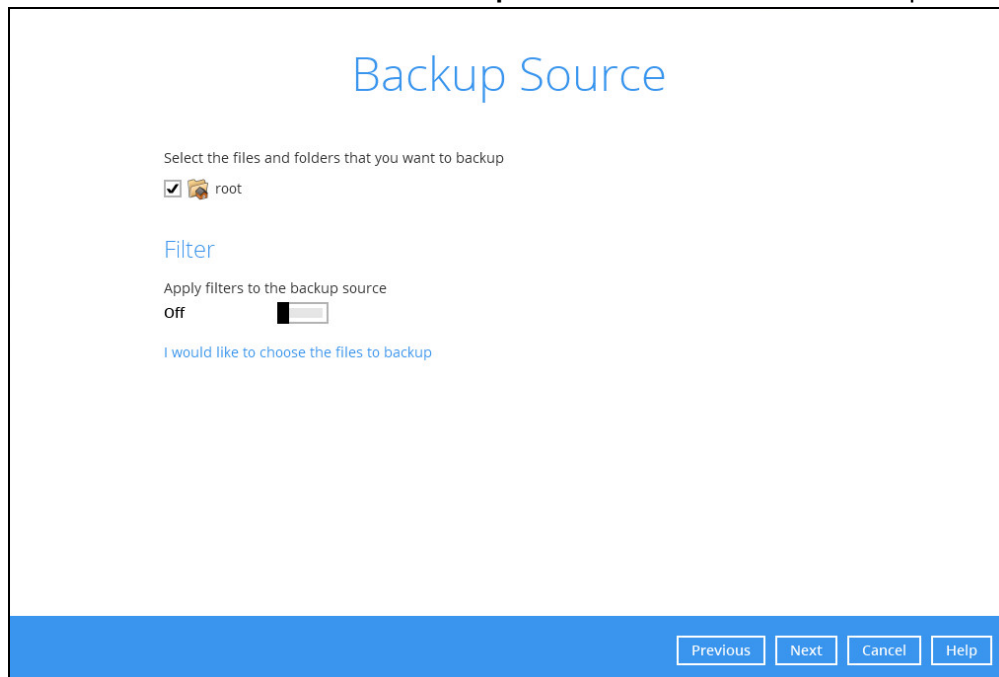 Backup Source
Select the files and folders that you want to backup
root
Filter
Apply filters to the backup source
Off
I would like to choose the files to backup
Previous Next Cancel Help